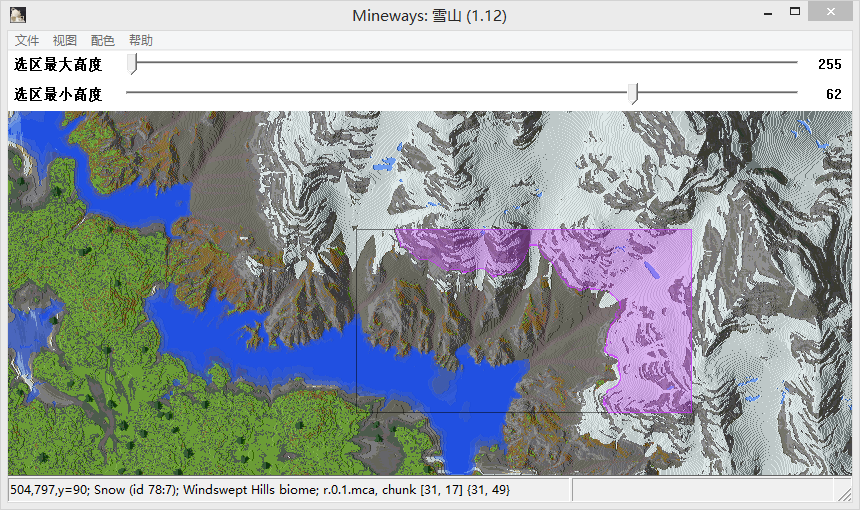 Mineways: 雪山 (1.12)
文件 视图 配色 帮助
选区最大高度 255
选区最小高度 62
504,797,y=90; Snow (id 78:7); Windswept Hills biome; r.0.1.mca, chunk [31, 17] {31, 49}